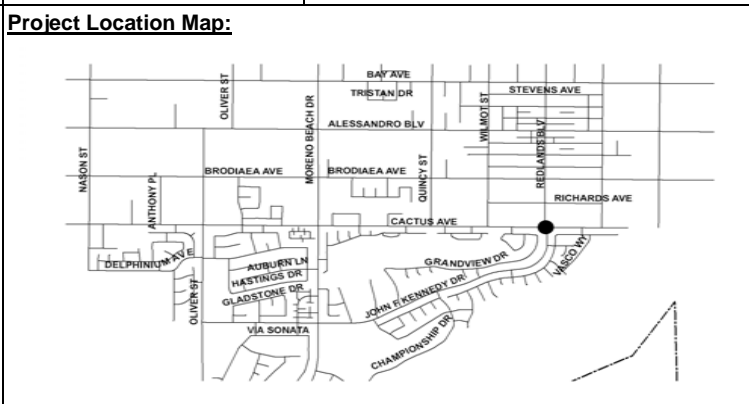 Project Location Map:
BAY AVE
TRISTAN DR
STEVENS AVE
OLIVER ST
MORENO BEACH DR
WILMOT ST
ALESSANDRO BLV
REDLANDS BLV
NASON ST
BRODIAEA AVE
BRODIAEA AVE
QUINCY ST
ANTHONY PL
RICHARDS AVE
CACTUS AVE
DELPHINIUM AVE
AUBURN LN
GRANDVIEW DR
VASCO WY
HASTINGS DR
GLADSTONE DR
OLIVER ST
JOHN F KENNEDY DR
VIA SONATA
CHAMPIONSHIP DR